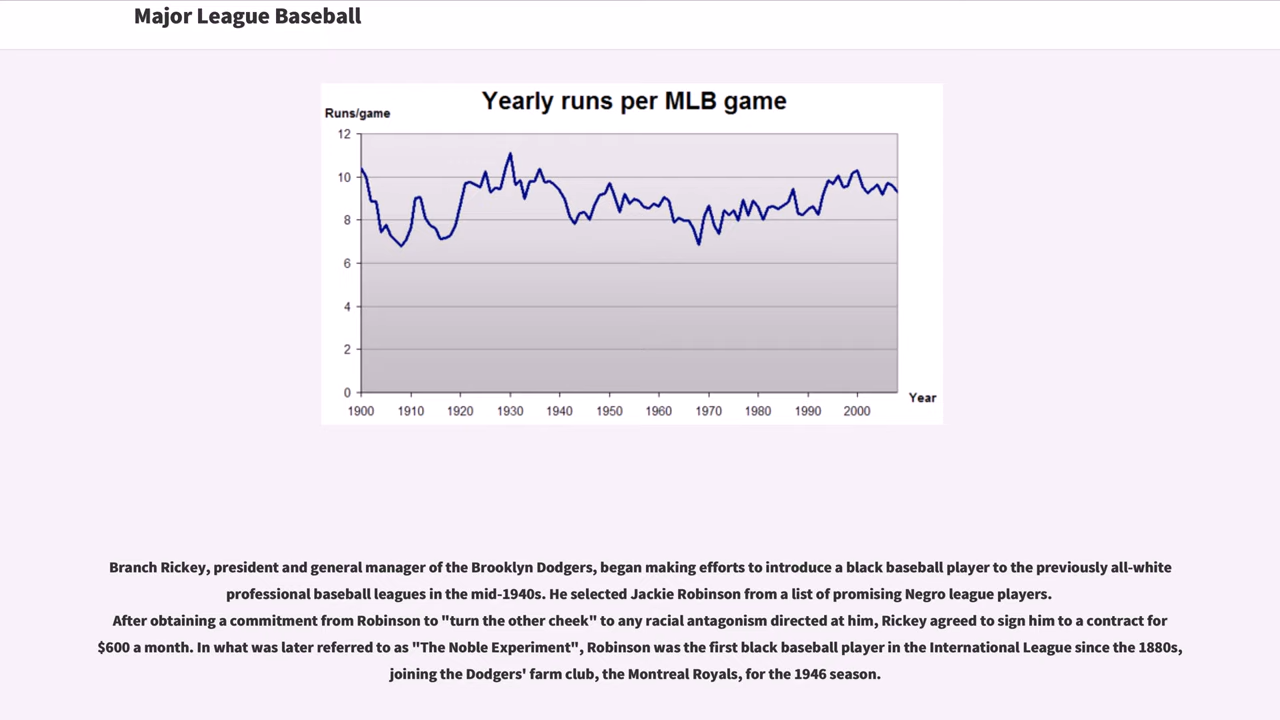 Major League Baseball
Yearly runs per MLB game
Runs/game
12
10
8
6
4
2
0
1900 1910 1920 1930 1940 1950 1960 1970 1980 1990 2000
Year
Branch Rickey, president and general manager of the Brooklyn Dodgers, began making efforts to introduce a black baseball player to the previously all-white
professional baseball leagues in the mid-1940s. He selected Jackie Robinson from a list of promising Negro league players.
After obtaining a commitment from Robinson to "turn the other cheek" to any racial antagonism directed at him, Rickey agreed to sign him to a contract for
$600 a month. In what was later referred to as "The Noble Experiment", Robinson was the first black baseball player in the International League since the 1880s,
joining the Dodgers' farm club, the Montreal Royals, for the 1946 season.